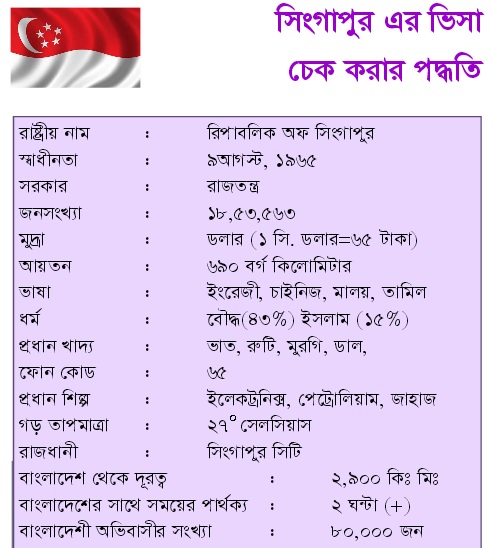 সিংগাপুর এর ভিসা
চেক করার পদ্ধতি
রাষ্ট্রীয় নাম : রিপাবলিক অফ সিংগাপুর
স্বাধীনতা : ৯আগস্ট, ১৯৬৫
সরকার : রাজতন্ত্র
জনসংখ্যা : ১৮,৫৩,৫৬৩
মুদ্রা : ডলার (১ সি. ডলার=৬৫ টাকা)
আয়তন : ৬৯০ বর্গ কিলোমিটার
ভাষা : ইংরেজী, চাইনিজ, মালয়, তামিল
ধর্ম : বৌদ্ধ(৪৩%) ইসলাম (১৫%)
প্রধান খাদ্য : ভাত, রুটি, মুরগি, ডাল,
ফোন কোড : ৬৫
প্রধান শিল্প : ইলেকট্রনিক্স, পেট্রোলিয়াম, জাহাজ
গড় তাপমাত্রা : ২৭° সেলসিয়াস
রাজধানী : সিংগাপুর সিটি
বাংলাদেশ থেকে দূরত্ব : ২,৯০০ কিঃ মিঃ
বাংলাদেশের সাথে সময়ের পার্থক্য : ২ ঘন্টা (+)
বাংলাদেশী অভিবাসীর সংখ্যা : ৮০,০০০ জন